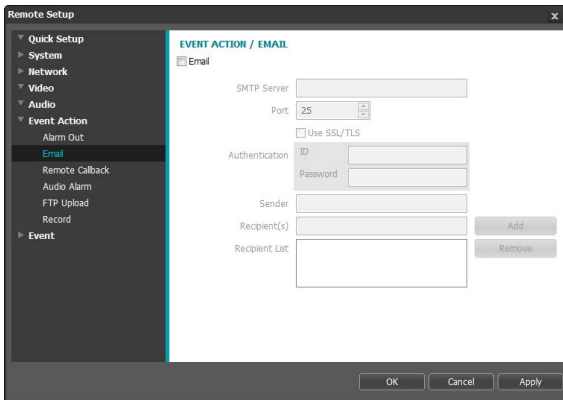 Remote Setup
x
Quick Setup
System
Network
Video
Audio
Event Action
Alarm Out
Email
Remote Callback
Audio Alarm
FTP Upload
Record
Event
EVENT ACTION / EMAIL
Email
SMTP Server
Port 25
Use SSL/TLS
Authentication ID
Password
Sender
Recipient(s) Add
Recipient List Remove
OK Cancel Apply